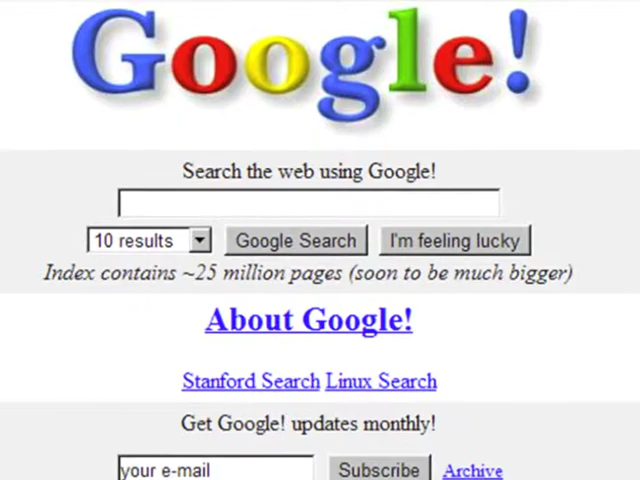 Google!
Search the web using Google!
10 results Google Search I'm feeling lucky
Index contains ~25 million pages (soon to be much bigger)
About Google!
Stanford Search Linux Search
Get Google! updates monthly!
your e-mail Subscribe Archive